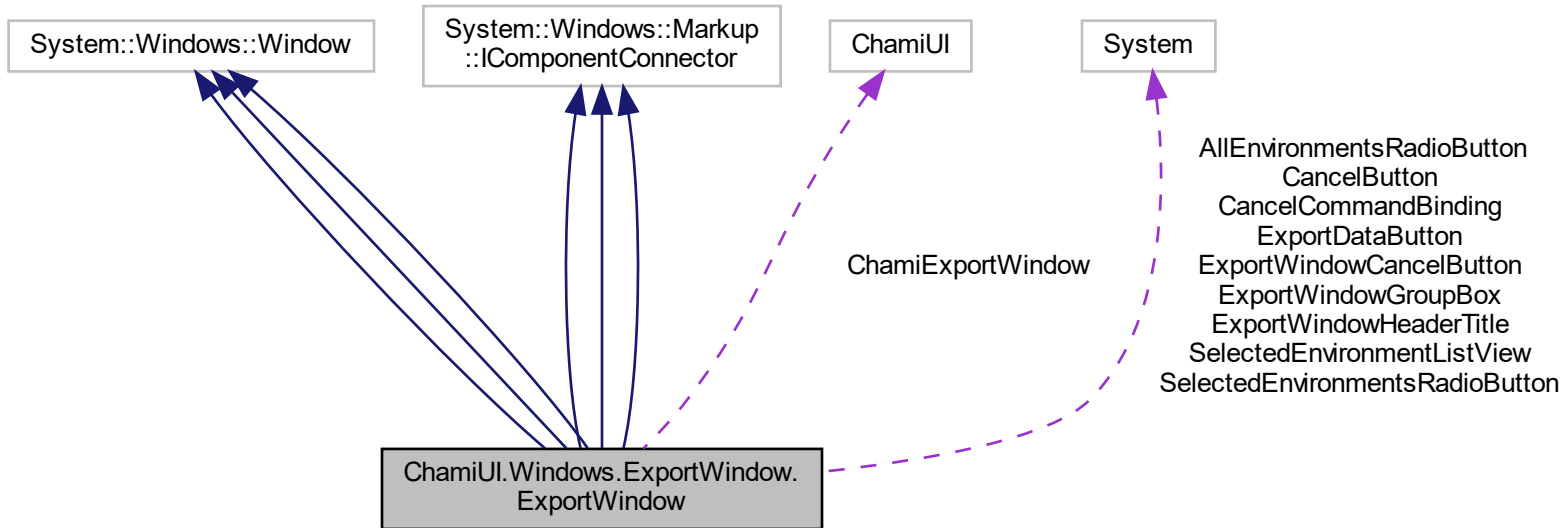 System::Windows::Window
System::Windows::Markup
::IComponentConnector
ChamiUI
System
AllEnvironmentsRadioButton
CancelButton
CancelCommandBinding
ExportDataButton
ExportWindowCancelButton
ExportWindowGroupBox
ExportWindowHeaderTitle
SelectedEnvironmentListView
SelectedEnvironmentsRadioButton
ChamiExportWindow
ChamiUI.Windows.ExportWindow.
ExportWindow